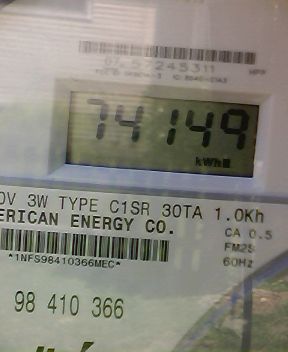 57245311
74149
kWh
0V 3W TYPE C1SR 30TA 1.0Kh
ERICAN ENERGY CO.
CA 0.5
FM2S
60Hz
*1NFS98410366MEC*
98 410 366